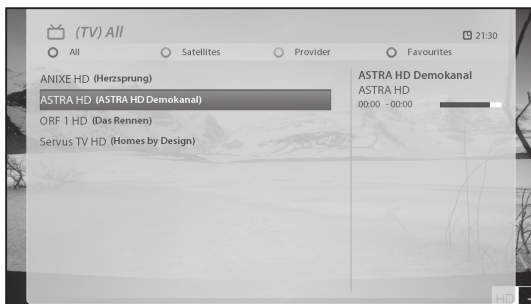 (TV) All
21:30
All Satellites Provider Favourites
ANIXE HD (Herzsprung)
ASTRA HD (ASTRA HD Demokanal)
ORF 1 HD (Das Rennen)
Servus TV HD (Homes by Design)
ASTRA HD Demokanal
ASTRA HD
00:00 - 00:00
HD